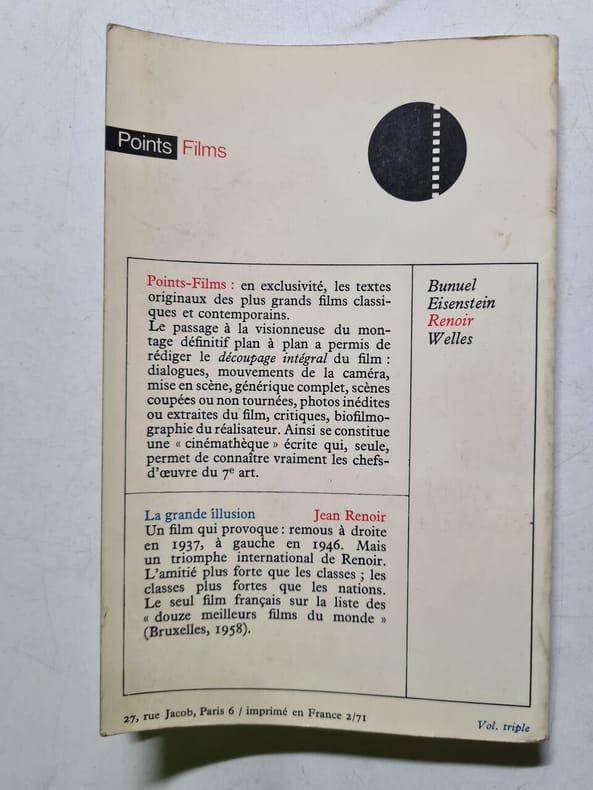 Points Films
Points-Films : en exclusivité, les textes
originaux des plus grands films classi-
ques et contemporains.
Le passage à la visionneuse du mon-
tage définitif plan à plan a permis de
rédiger le découpage intégral du film :
dialogues, mouvements de la caméra,
mise en scène, générique complet, scènes
coupées ou non tournées, photos inédites
ou extraites du film, critiques, biofilmo-
graphie du réalisateur. Ainsi se constitue
une « cinémathèque » écrite qui, seule,
permet de connaître vraiment les chefs-
d'œuvre du 7e art.
Bunuel
Eisenstein
Renoir
Welles
La grande illusion Jean Renoir
Un film qui provoque : remous à droite
en 1937, à gauche en 1946. Mais
un triomphe international de Renoir.
L'amitié plus forte que les classes ; les
classes plus fortes que les nations.
Le seul film français sur la liste des
« douze meilleurs films du monde »
(Bruxelles, 1958).
27, rue Jacob, Paris 6 / imprimé en France 2/71
Vol. triple